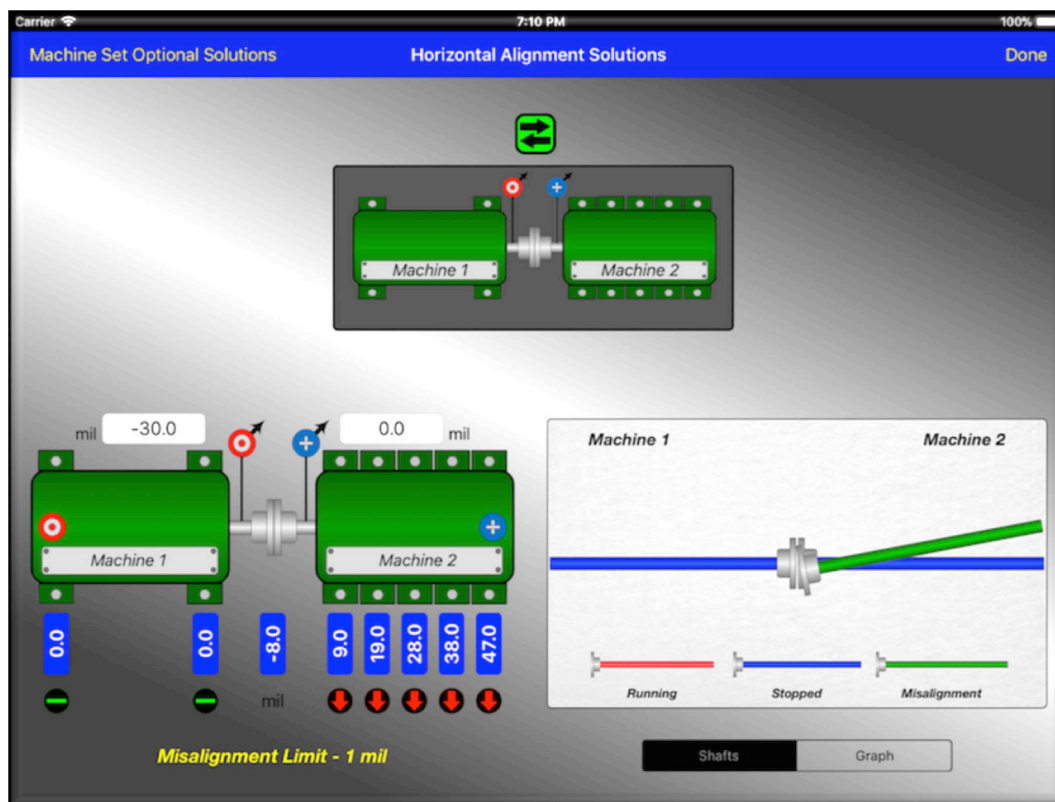 Carrier 7:10 PM 100%
Machine Set Optional Solutions Horizontal Alignment Solutions Done
Machine 1 Machine 2
mil -30.0 0.0 mil
Machine 1 Machine 2
0.0 0.0 -8.0 9.0 19.0 28.0 38.0 47.0
mil
Misalignment Limit - 1 mil
Machine 1 Machine 2
Running Stopped Misalignment
Shafts Graph